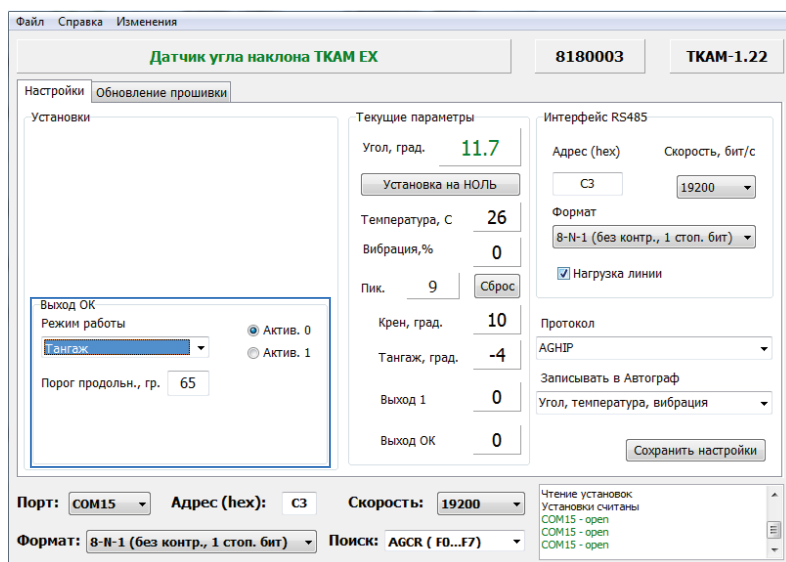 Файл Справка Изменения
Датчик угла наклона TKAM EX
8180003
TKAM-1.22
Настройки Обновление прошивки
Установки
Выход ОК
Режим работы
Тангаж
Актив. 0
Актив. 1
Порог продольн., гр. 65
Текущие параметры
Угол, град. 11.7
Установка на НОЛЬ
Температура, С 26
Вибрация,% 0
Пик. 9 Сброс
Крен, град. 10
Тангаж, град. -4
Выход 1 0
Выход ОК 0
Интерфейс RS485
Адрес (hex) Скорость, бит/с
C3 19200
Формат
8-N-1 (без контр., 1 стоп. бит)
Нагрузка линии
Протокол
AGHIP
Записывать в Автограф
Угол, температура, вибрация
Сохранить настройки
Порт: COM15 Адрес (hex): C3 Скорость: 19200
Формат: 8-N-1 (без контр., 1 стоп. бит) Поиск: AGCR ( F0...F7)
Чтение установок
Установки считаны
COM15 - open
COM15 - open
COM15 - open